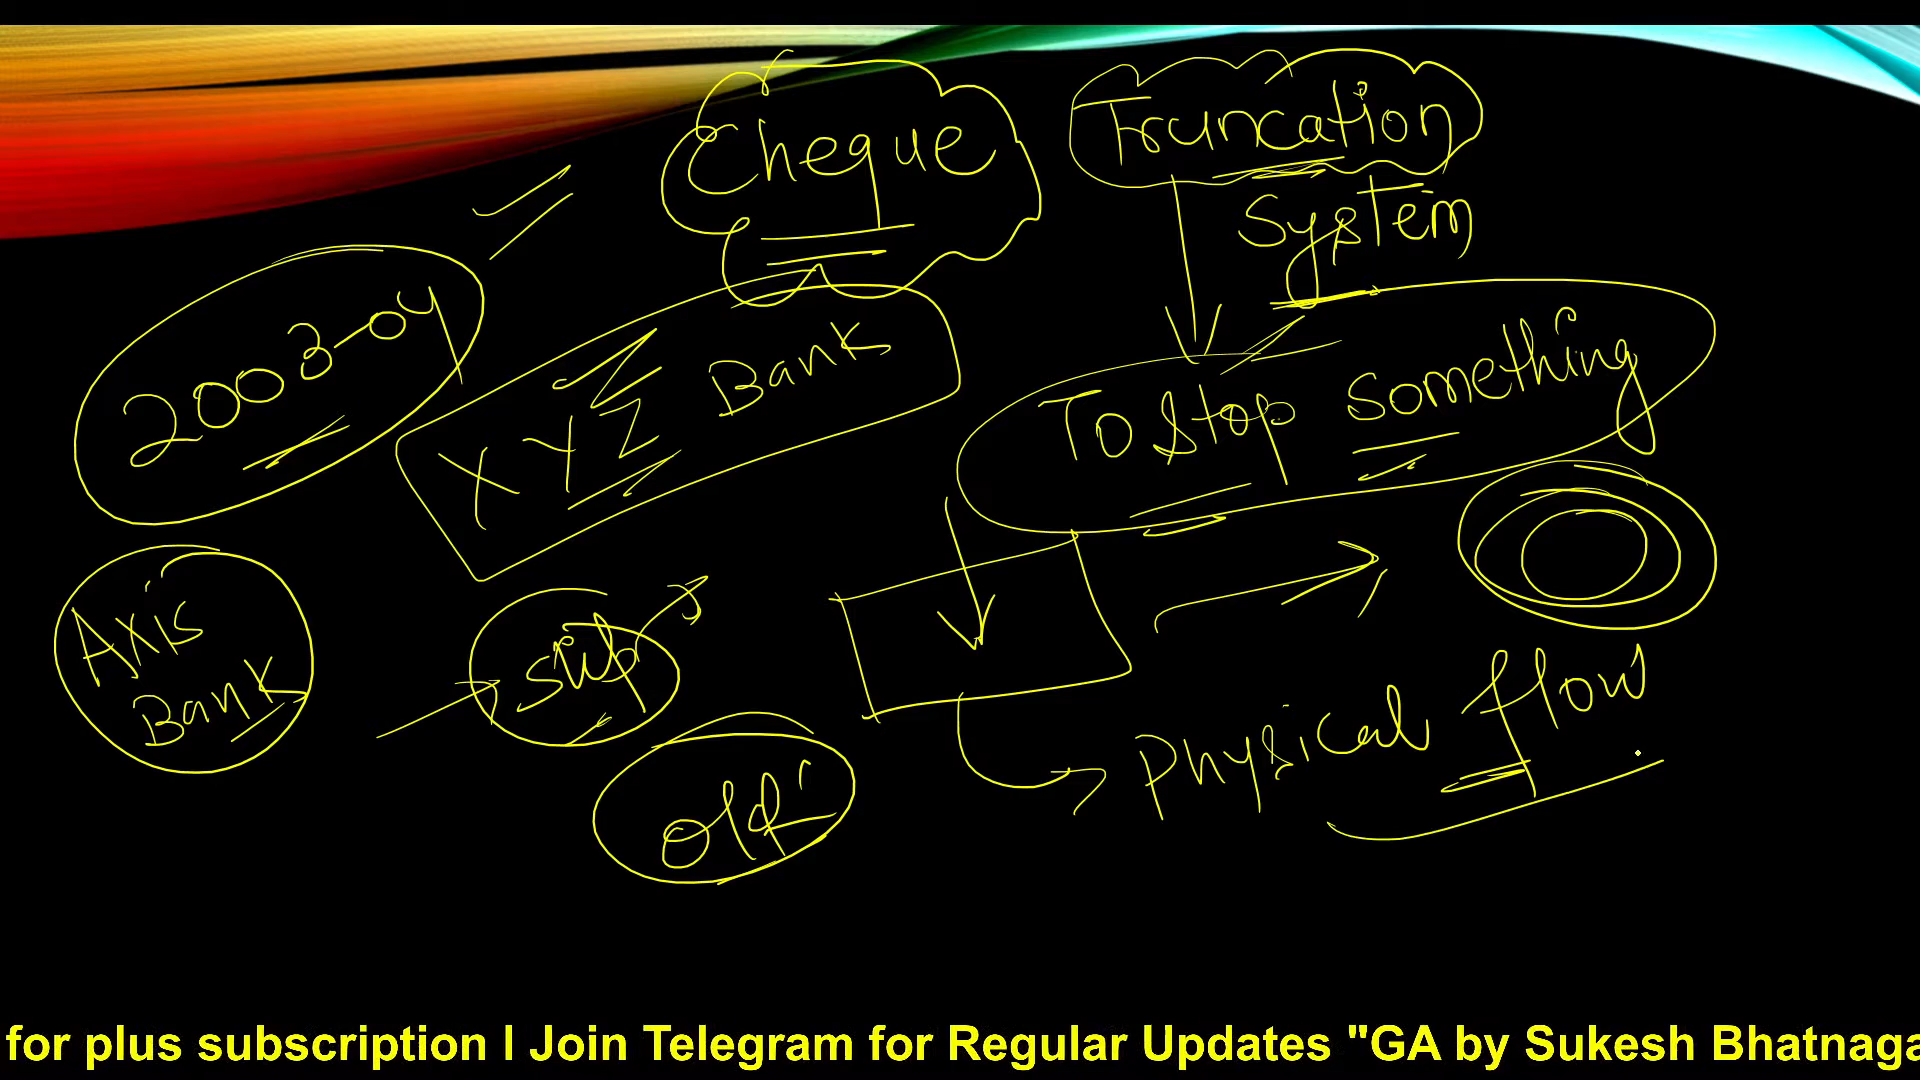 Cheque Truncation
System
2003-04
XYZ Bank
To Stop Something
Axis
Bank
Slip
Physical flow
for plus subscription I Join Telegram for Regular Updates "GA by Sukesh Bhatnaga